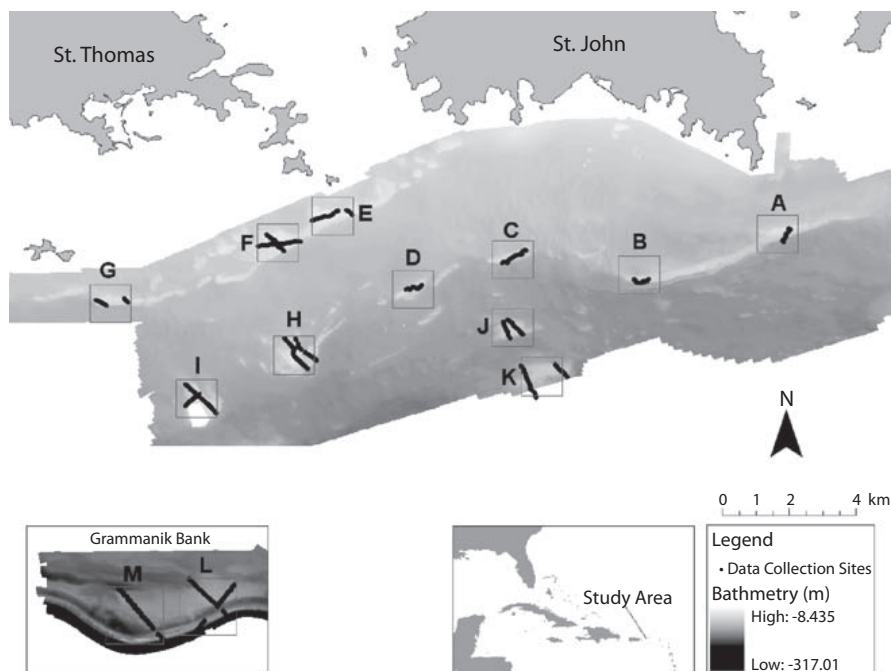 St. Thomas
St. John
A
E
C
F
B
D
G
H
J
I
K
N
0 1 2 4 km
Grammanik Bank
M
L
Study Area
Legend
• Data Collection Sites
Bathmetry (m)
High: -8.435
Low: -317.01